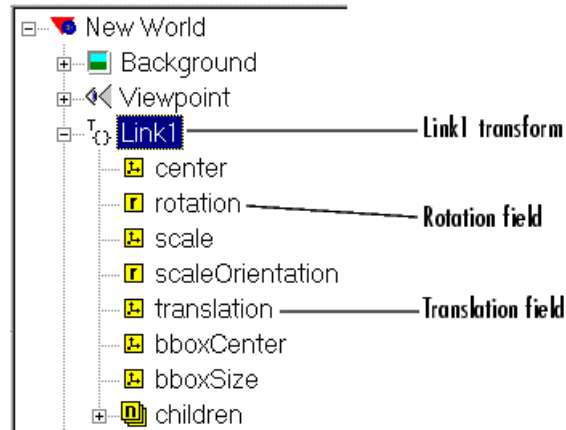 New World
Background
Viewpoint
Link1
Link1 transform
center
rotation
Rotation field
scale
scaleOrientation
translation
Translation field
bboxCenter
bboxSize
children